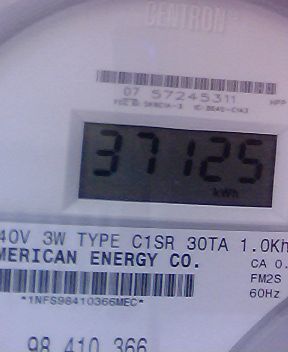 CENTRON
07 57245311
37125
kWh
40V 3W TYPE C1SR 30TA 1.0Kh
MERICAN ENERGY CO.
CA 0.
FM2S
60Hz
*1NFS98410366MEC*
98 410 366